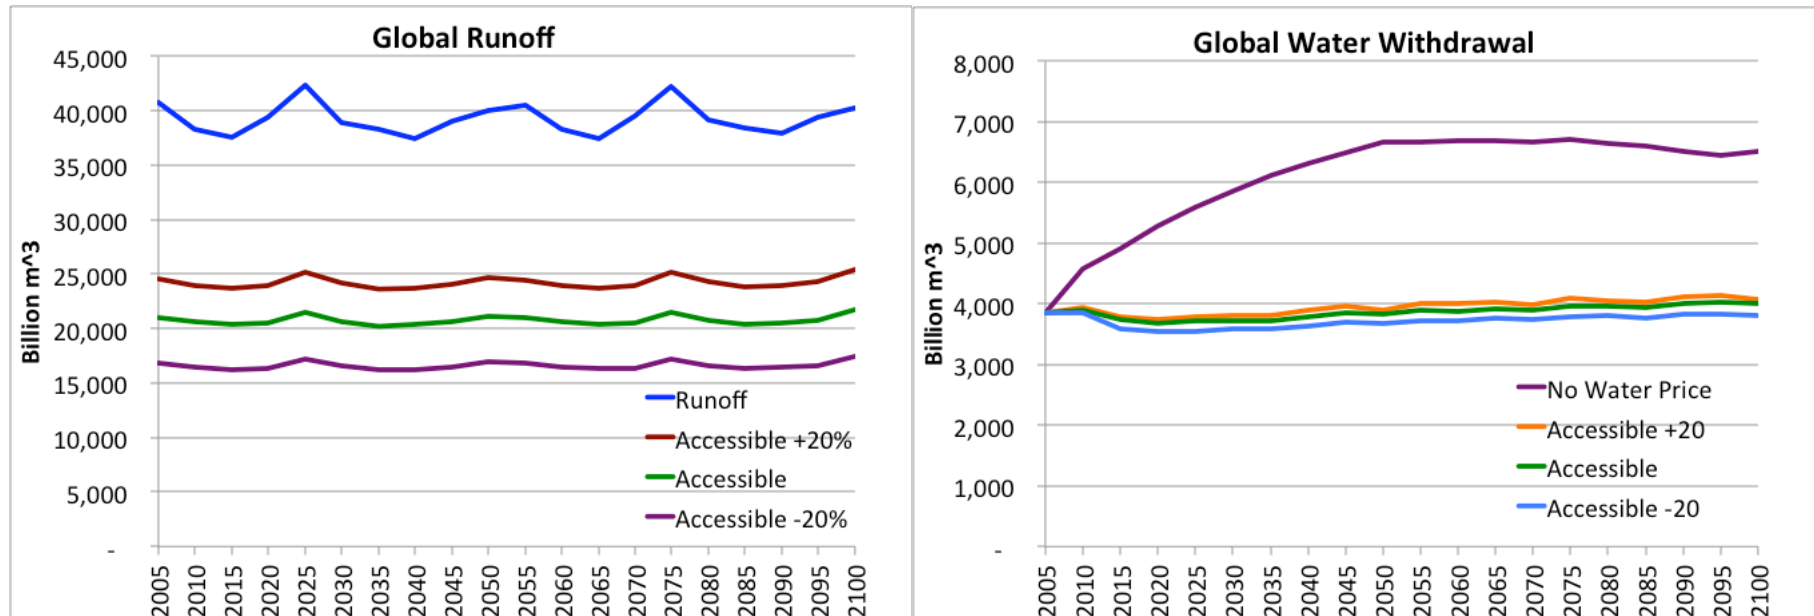 Global Runoff
45,000
40,000
35,000
30,000
25,000
20,000
15,000
10,000
5,000
-
Billion m^3
Runoff
Accessible +20%
Accessible
Accessible -20%
2005 2010 2015 2020 2025 2030 2035 2040 2045 2050 2055 2060 2065 2070 2075 2080 2085 2090 2095 2100
Global Water Withdrawal
8,000
7,000
6,000
5,000
4,000
3,000
2,000
1,000
-
Billion m^3
No Water Price
Accessible +20
Accessible
Accessible -20
2005 2010 2015 2020 2025 2030 2035 2040 2045 2050 2055 2060 2065 2070 2075 2080 2085 2090 2095 2100